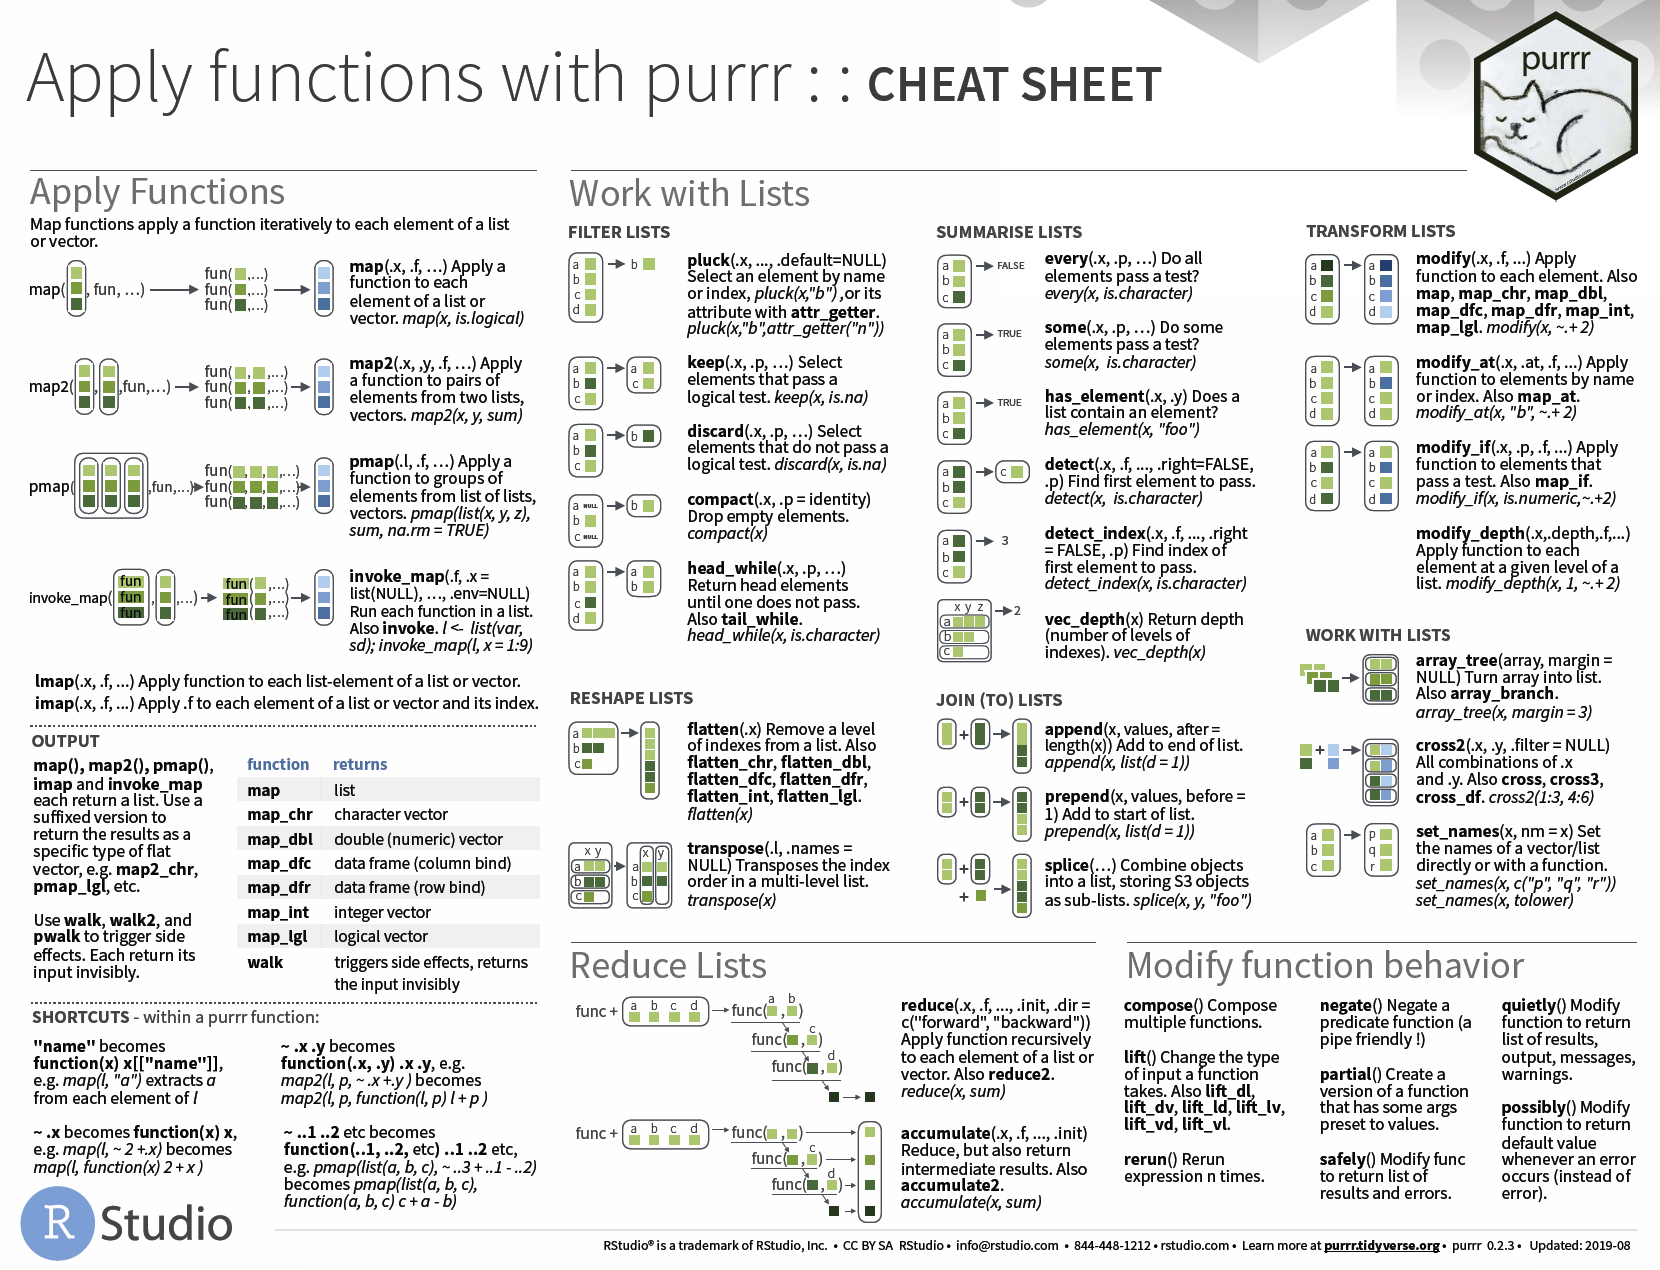 Apply functions with purrr : : CHEAT SHEET
purrr
www.rstudio.com
Apply Functions
Map functions apply a function iteratively to each element of a list
or vector.
map( , fun, …)
fun( ,…)
fun( ,…)
fun( ,…)
map(.x, .f, …) Apply a
function to each
element of a list or
vector. map(x, is.logical)
map2( , ,fun,…)
fun( , ,…)
fun( , ,…)
fun( , ,…)
map2(.x, ,y, .f, …) Apply
a function to pairs of
elements from two lists,
vectors. map2(x, y, sum)
pmap( ,fun,…)
fun( , , ,…)
fun( , , ,…)
fun( , , ,…)
pmap(.l, .f, …) Apply a
function to groups of
elements from list of lists,
vectors. pmap(list(x, y, z),
sum, na.rm = TRUE)
invoke_map( , ,…)
fun
fun
fun
fun( ,…)
fun( ,…)
fun( ,…)
invoke_map(.f, .x =
list(NULL), …, .env=NULL)
Run each function in a list.
Also invoke. l <- list(var,
sd); invoke_map(l, x = 1:9)
lmap(.x, .f, ...) Apply function to each list-element of a list or vector.
imap(.x, .f, ...) Apply .f to each element of a list or vector and its index.
OUTPUT
map(), map2(), pmap(),
imap and invoke_map
each return a list. Use a
suffixed version to
return the results as a
specific type of flat
vector, e.g. map2_chr,
pmap_lgl, etc.
Use walk, walk2, and
pwalk to trigger side
effects. Each return its
input invisibly.
function returns
map list
map_chr character vector
map_dbl double (numeric) vector
map_dfc data frame (column bind)
map_dfr data frame (row bind)
map_int integer vector
map_lgl logical vector
walk triggers side effects, returns
the input invisibly
SHORTCUTS - within a purrr function:
"name" becomes
function(x) x[["name"]],
e.g. map(l, "a") extracts a
from each element of l
~ .x becomes function(x) x,
e.g. map(l, ~ 2 +.x) becomes
map(l, function(x) 2 + x )
~ .x .y becomes
function(.x, .y) .x .y, e.g.
map2(l, p, ~ .x +.y ) becomes
map2(l, p, function(l, p) l + p )
~ ..1 ..2 etc becomes
function(..1, ..2, etc) ..1 ..2 etc,
e.g. pmap(list(a, b, c), ~ ..3 + ..1 - ..2)
becomes pmap(list(a, b, c),
function(a, b, c) c + a - b)
Work with Lists
FILTER LISTS
a
b
c
d
b
pluck(.x, ..., .default=NULL)
Select an element by name
or index, pluck(x,"b") ,or its
attribute with attr_getter.
pluck(x,"b",attr_getter("n"))
a
b
c
a
c
keep(.x, .p, …) Select
elements that pass a
logical test. keep(x, is.na)
a
b
c
b
discard(.x, .p, …) Select
elements that do not pass a
logical test. discard(x, is.na)
a NULL
b
c NULL
b
compact(.x, .p = identity)
Drop empty elements.
compact(x)
a
b
c
d
a
b
head_while(.x, .p, …)
Return head elements
until one does not pass.
Also tail_while.
head_while(x, is.character)
RESHAPE LISTS
a
b
c
flatten(.x) Remove a level
of indexes from a list. Also
flatten_chr, flatten_dbl,
flatten_dfc, flatten_dfr,
flatten_int, flatten_lgl.
flatten(x)
x y
a
b
c
x y
a
b
c
transpose(.l, .names =
NULL) Transposes the index
order in a multi-level list.
transpose(x)
SUMMARISE LISTS
a
b
c
FALSE
every(.x, .p, …) Do all
elements pass a test?
every(x, is.character)
a
b
c
TRUE
some(.x, .p, …) Do some
elements pass a test?
some(x, is.character)
a
b
c
TRUE
has_element(.x, .y) Does a
list contain an element?
has_element(x, "foo")
a
b
c
c
detect(.x, .f, ..., .right=FALSE,
.p) Find first element to pass.
detect(x, is.character)
a
b
c
3
detect_index(.x, .f, ..., .right
= FALSE, .p) Find index of
first element to pass.
detect_index(x, is.character)
x y z
a
b
c
2
vec_depth(x) Return depth
(number of levels of
indexes). vec_depth(x)
JOIN (TO) LISTS
+
append(x, values, after =
length(x)) Add to end of list.
append(x, list(d = 1))
+
prepend(x, values, before =
1) Add to start of list.
prepend(x, list(d = 1))
+
+
splice(…) Combine objects
into a list, storing S3 objects
as sub-lists. splice(x, y, "foo")
TRANSFORM LISTS
a
b
c
d
a
b
c
d
modify(.x, .f, ...) Apply
function to each element. Also
map, map_chr, map_dbl,
map_dfc, map_dfr, map_int,
map_lgl. modify(x, ~.+ 2)
a
b
c
d
a
b
c
d
modify_at(.x, .at, .f, ...) Apply
function to elements by name
or index. Also map_at.
modify_at(x, "b", ~.+ 2)
a
b
c
d
a
b
c
d
modify_if(.x, .p, .f, ...) Apply
function to elements that
pass a test. Also map_if.
modify_if(x, is.numeric,~.+2)
modify_depth(.x,.depth,.f,...)
Apply function to each
element at a given level of a
list. modify_depth(x, 1, ~.+ 2)
WORK WITH LISTS
array_tree(array, margin =
NULL) Turn array into list.
Also array_branch.
array_tree(x, margin = 3)
+
cross2(.x, .y, .filter = NULL)
All combinations of .x
and .y. Also cross, cross3,
cross_df. cross2(1:3, 4:6)
a
b
c
p
q
r
set_names(x, nm = x) Set
the names of a vector/list
directly or with a function.
set_names(x, c("p", "q", "r"))
set_names(x, tolower)
Reduce Lists
func + a b c d
a b
func( , )
c
func( , )
d
func( , )
reduce(.x, .f, ..., .init, .dir =
c("forward", "backward"))
Apply function recursively
to each element of a list or
vector. Also reduce2.
reduce(x, sum)
func + a b c d
func( , )
c
func( , )
d
func( , )
accumulate(.x, .f, ..., .init)
Reduce, but also return
intermediate results. Also
accumulate2.
accumulate(x, sum)
Modify function behavior
compose() Compose
multiple functions.
lift() Change the type
of input a function
takes. Also lift_dl,
lift_dv, lift_ld, lift_lv,
lift_vd, lift_vl.
rerun() Rerun
expression n times.
negate() Negate a
predicate function (a
pipe friendly !)
partial() Create a
version of a function
that has some args
preset to values.
safely() Modify func
to return list of
results and errors.
quietly() Modify
function to return
list of results,
output, messages,
warnings.
possibly() Modify
function to return
default value
whenever an error
occurs (instead of
error).
R Studio
RStudio® is a trademark of RStudio, Inc. • CC BY SA RStudio • info@rstudio.com • 844-448-1212 • rstudio.com • Learn more at purrr.tidyverse.org • purrr 0.2.3 • Updated: 2019-08